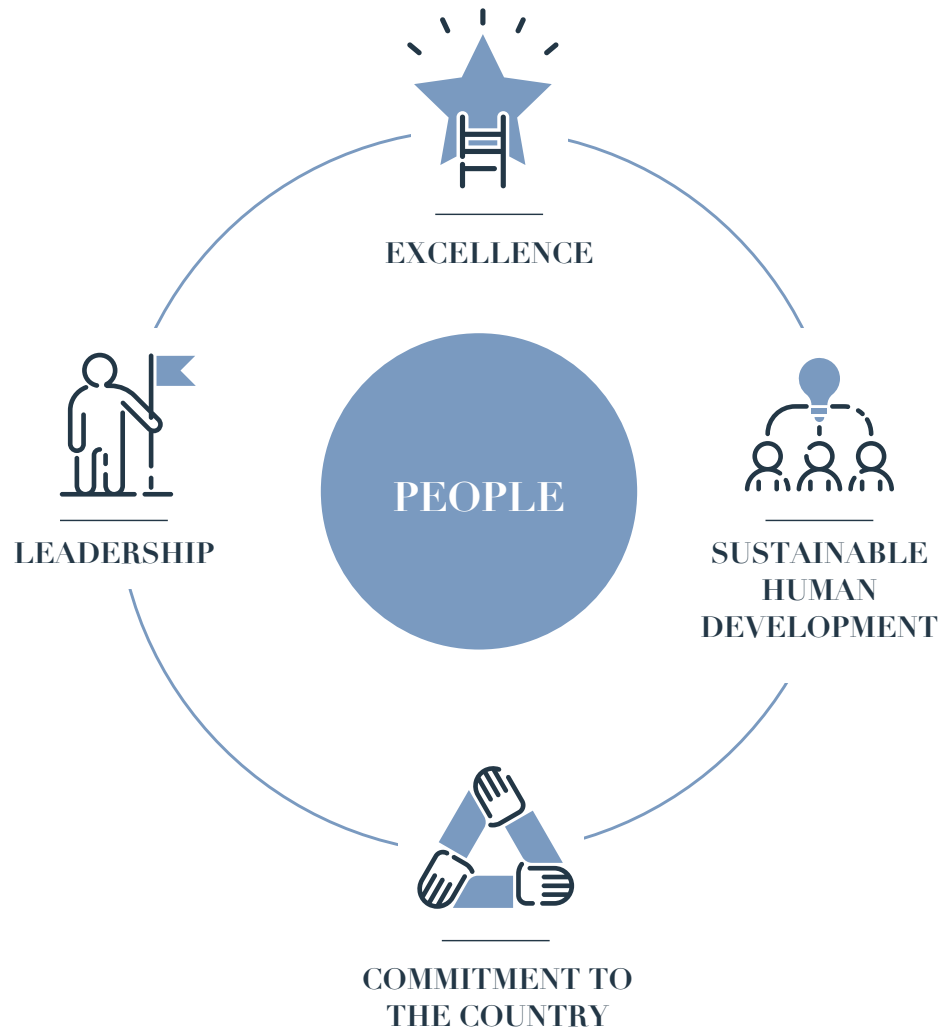 EXCELLENCE
PEOPLE
LEADERSHIP
SUSTAINABLE
HUMAN
DEVELOPMENT
COMMITMENT TO
THE COUNTRY